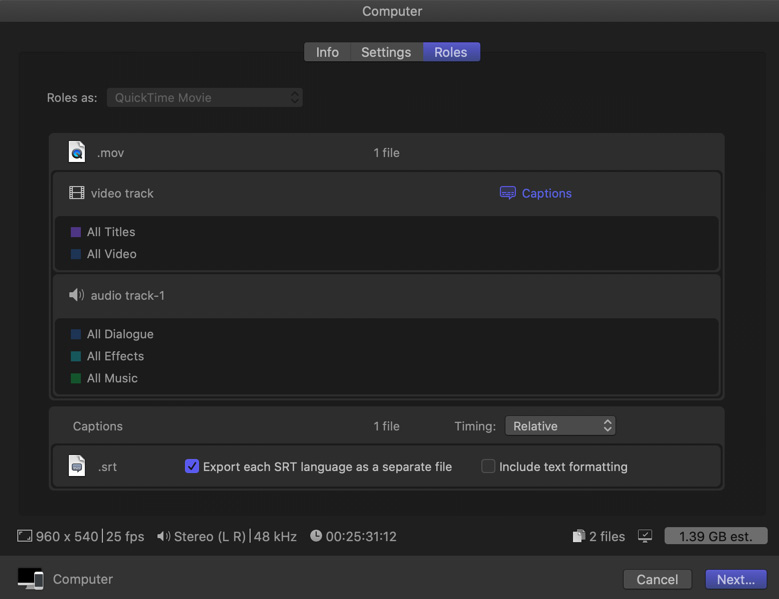 Computer
Info Settings Roles
Roles as: QuickTime Movie
.mov 1 file
video track Captions
All Titles
All Video
audio track-1
All Dialogue
All Effects
All Music
Captions 1 file Timing: Relative
.srt Export each SRT language as a separate file Include text formatting
960 x 540|25 fps Stereo (L R)|48 kHz 00:25:31:12 2 files 1.39 GB est.
Computer Cancel Next...